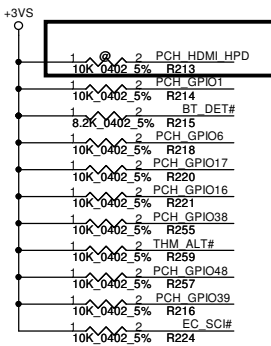 +3VS
1 @ 2 PCH_HDMI_HPD
10K_0402_5% R213
1 2 PCH_GPIO1
10K_0402_5% R214
1 2 BT_DET#
8.2K_0402_5% R215
1 2 PCH_GPIO6
10K_0402_5% R218
1 2 PCH_GPIO17
10K_0402_5% R220
1 2 PCH_GPIO16
10K_0402_5% R221
1 2 PCH_GPIO38
10K_0402_5% R255
1 2 THM_ALT#
10K_0402_5% R259
1 2 PCH_GPIO48
10K_0402_5% R257
1 2 PCH_GPIO39
10K_0402_5% R216
1 2 EC_SCI#
10K_0402_5% R224